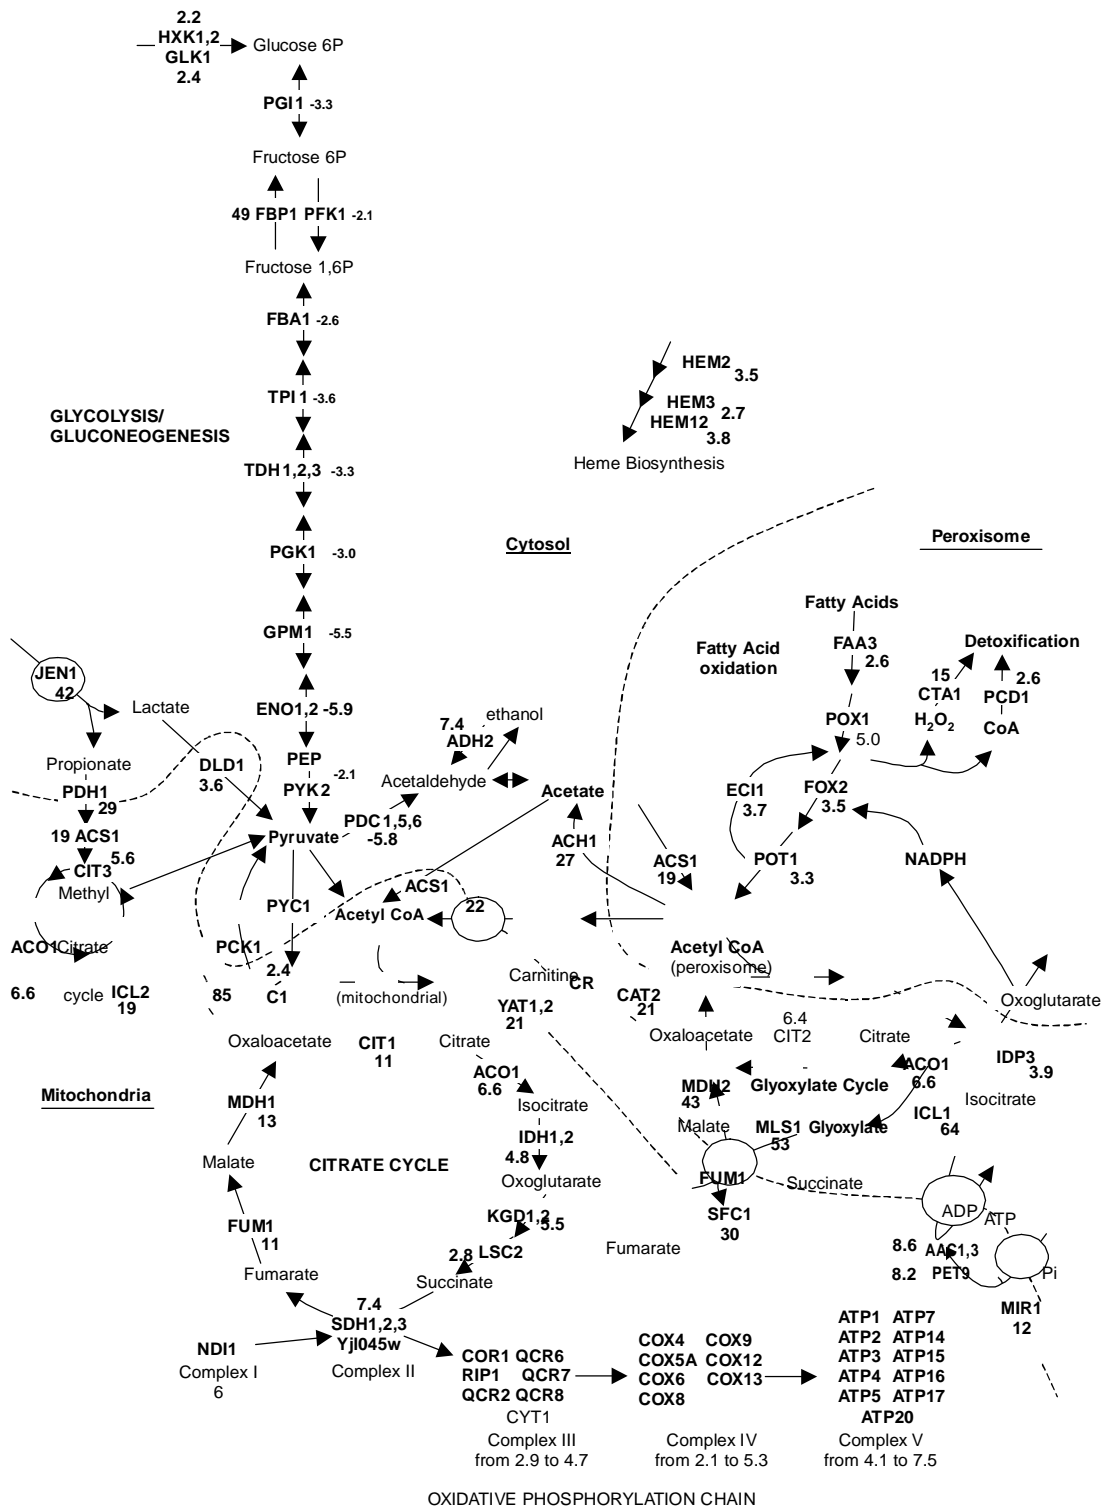 2.2
HXK1,2
GLK1
2.4
Glucose 6P
PGI1 -3.3
Fructose 6P
49 FBP1 PFK1 -2.1
Fructose 1,6P
FBA1 -2.6
TPI1 -3.6
GLYCOLYSIS/
GLUCONEOGENESIS
TDH1,2,3 -3.3
PGK1 -3.0
GPM1 -5.5
ENO1,2 -5.9
PEP
PYK2 -2.1
HEM2
3.5
HEM3
2.7
HEM12
3.8
Heme Biosynthesis
Cytosol
Peroxisome
Fatty Acids
FAA3
2.6
Fatty Acid
oxidation
Detoxification
15
CTA1
2.6
PCD1
H2O2
CoA
POX1
5.0
ECI1
3.7
FOX2
3.5
POT1
3.3
NADPH
JEN1
42
Lactate
Propionate
PDH1
29
19 ACS1
5.6
CIT3
Methyl
ACO1Citrate
6.6
cycle
ICL2
19
DLD1
3.6
Pyruvate
PDC1,5,6
-5.8
7.4
ADH2
ethanol
Acetaldehyde
Acetate
ACH1
27
ACS1
19
ACS1
22
Acetyl CoA
PYC1
PCK1
2.4
85
C1
(mitochondrial)
Carnitine
CR
YAT1,2
21
CAT2
21
Acetyl CoA
(peroxisome)
Oxoglutarate
Oxaloacetate
6.4
CIT2
Citrate
IDP3
3.9
ACO1
6.6
Isocitrate
MDH2
43
Glyoxylate Cycle
ICL1
64
Malate
MLS1
53
Glyoxylate
FUM1
Succinate
SFC1
30
Fumarate
ADP
ATP
8.6
AAC1,3
8.2
PET9
Pi
MIR1
12
Mitochondria
Oxaloacetate
CIT1
11
Citrate
ACO1
6.6
Isocitrate
MDH1
13
IDH1,2
4.8
Malate
CITRATE CYCLE
Oxoglutarate
FUM1
11
KGD1,2
5.5
2.8
LSC2
Fumarate
Succinate
7.4
SDH1,2,3
Yjl045w
NDI1
Complex I
6
Complex II
COR1 QCR6
RIP1 QCR7
QCR2 QCR8
CYT1
Complex III
from 2.9 to 4.7
COX4 COX9
COX5A COX12
COX6 COX13
COX8
Complex IV
from 2.1 to 5.3
ATP1 ATP7
ATP2 ATP14
ATP3 ATP15
ATP4 ATP16
ATP5 ATP17
ATP20
Complex V
from 4.1 to 7.5
OXIDATIVE PHOSPHORYLATION CHAIN